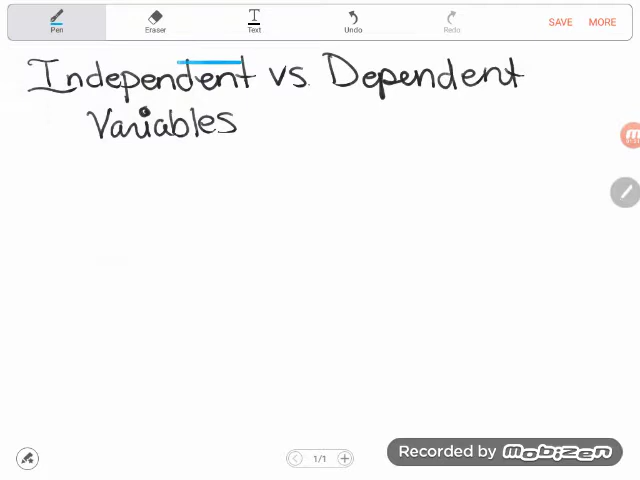 Pen Eraser Text Undo Redo SAVE MORE
Independent vs. Dependent
Variables
1/1
Recorded by mobizen